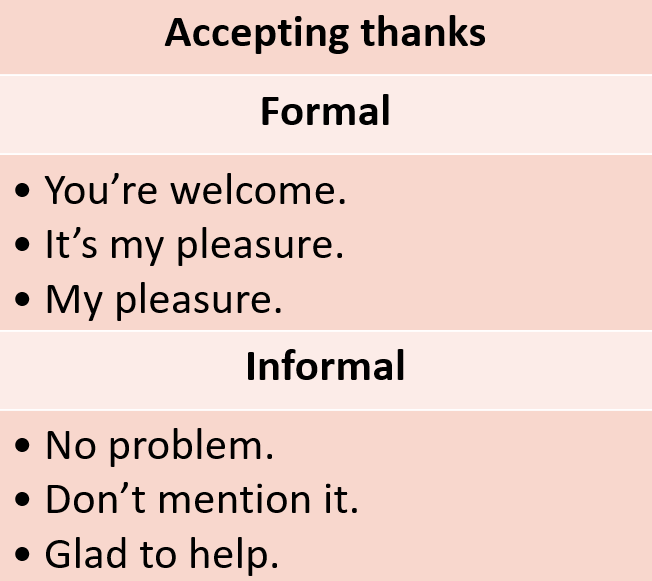 Accepting thanks
Formal
• You’re welcome.
• It’s my pleasure.
• My pleasure.
Informal
• No problem.
• Don’t mention it.
• Glad to help.